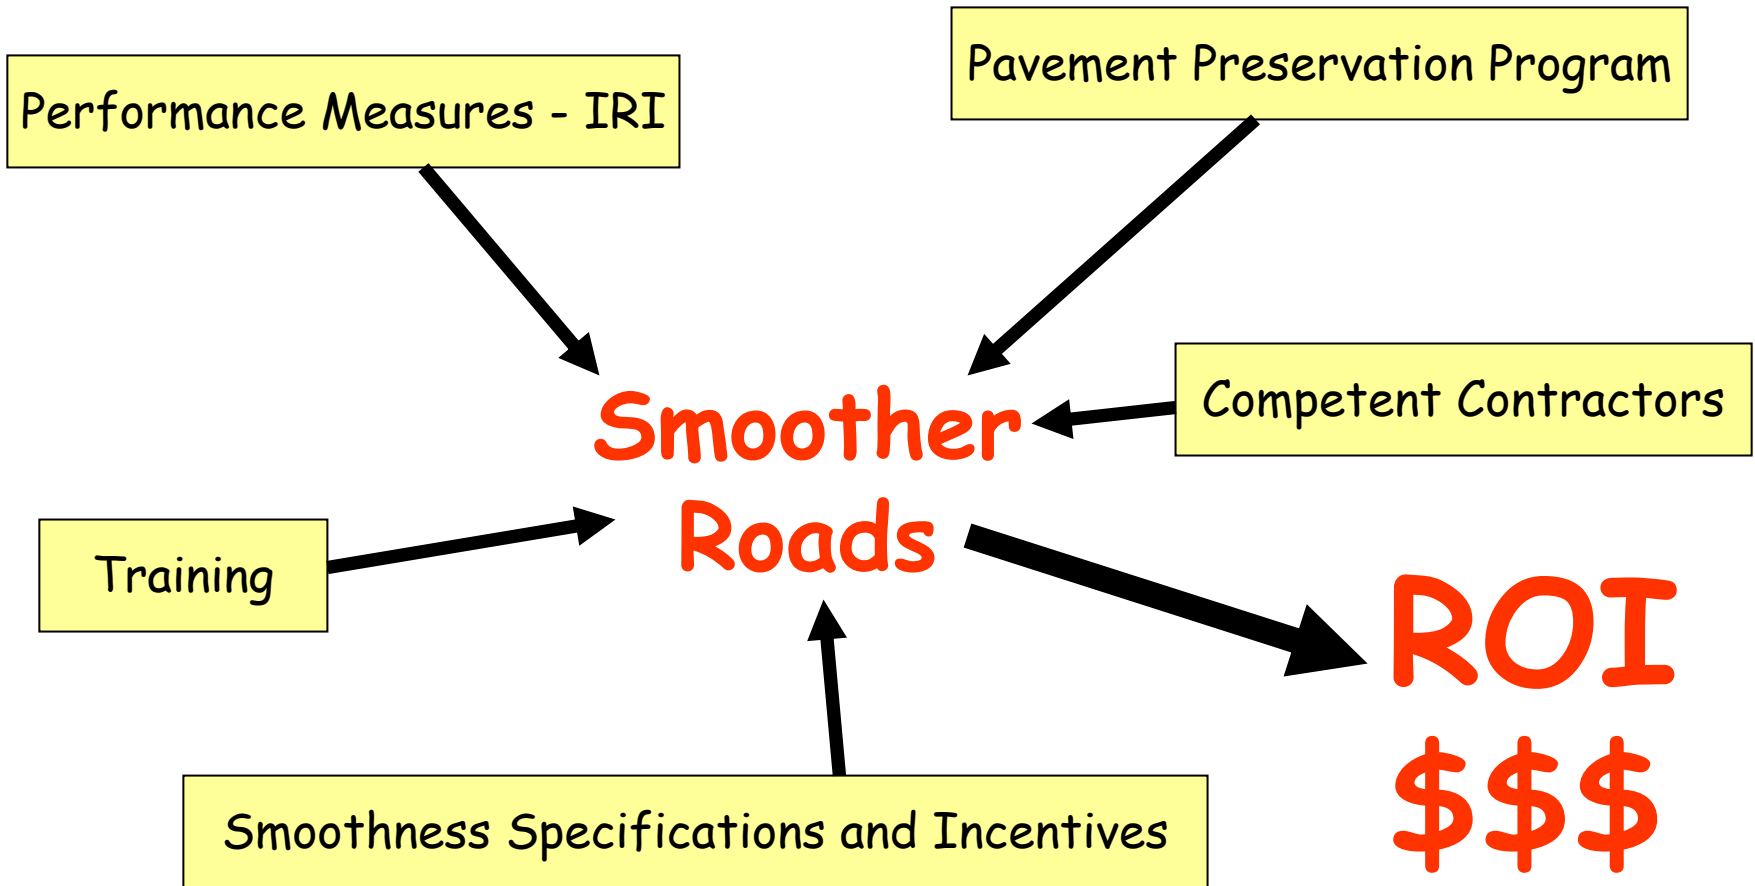 Pavement Preservation Program
Performance Measures - IRI
Competent Contractors
Smoother
Roads
Training
ROI
$$$
Smoothness Specifications and Incentives